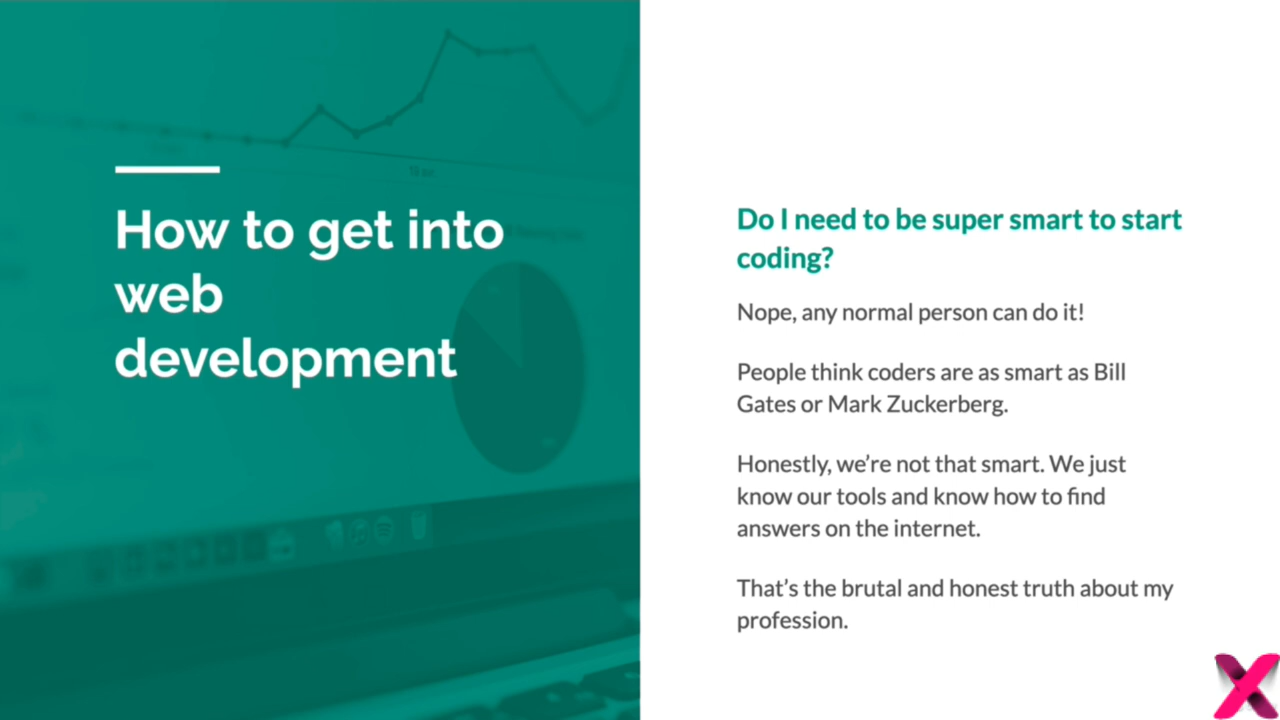 How to get into
web
development
Do I need to be super smart to start
coding?
Nope, any normal person can do it!
People think coders are as smart as Bill
Gates or Mark Zuckerberg.
Honestly, we’re not that smart. We just
know our tools and know how to find
answers on the internet.
That’s the brutal and honest truth about my
profession.